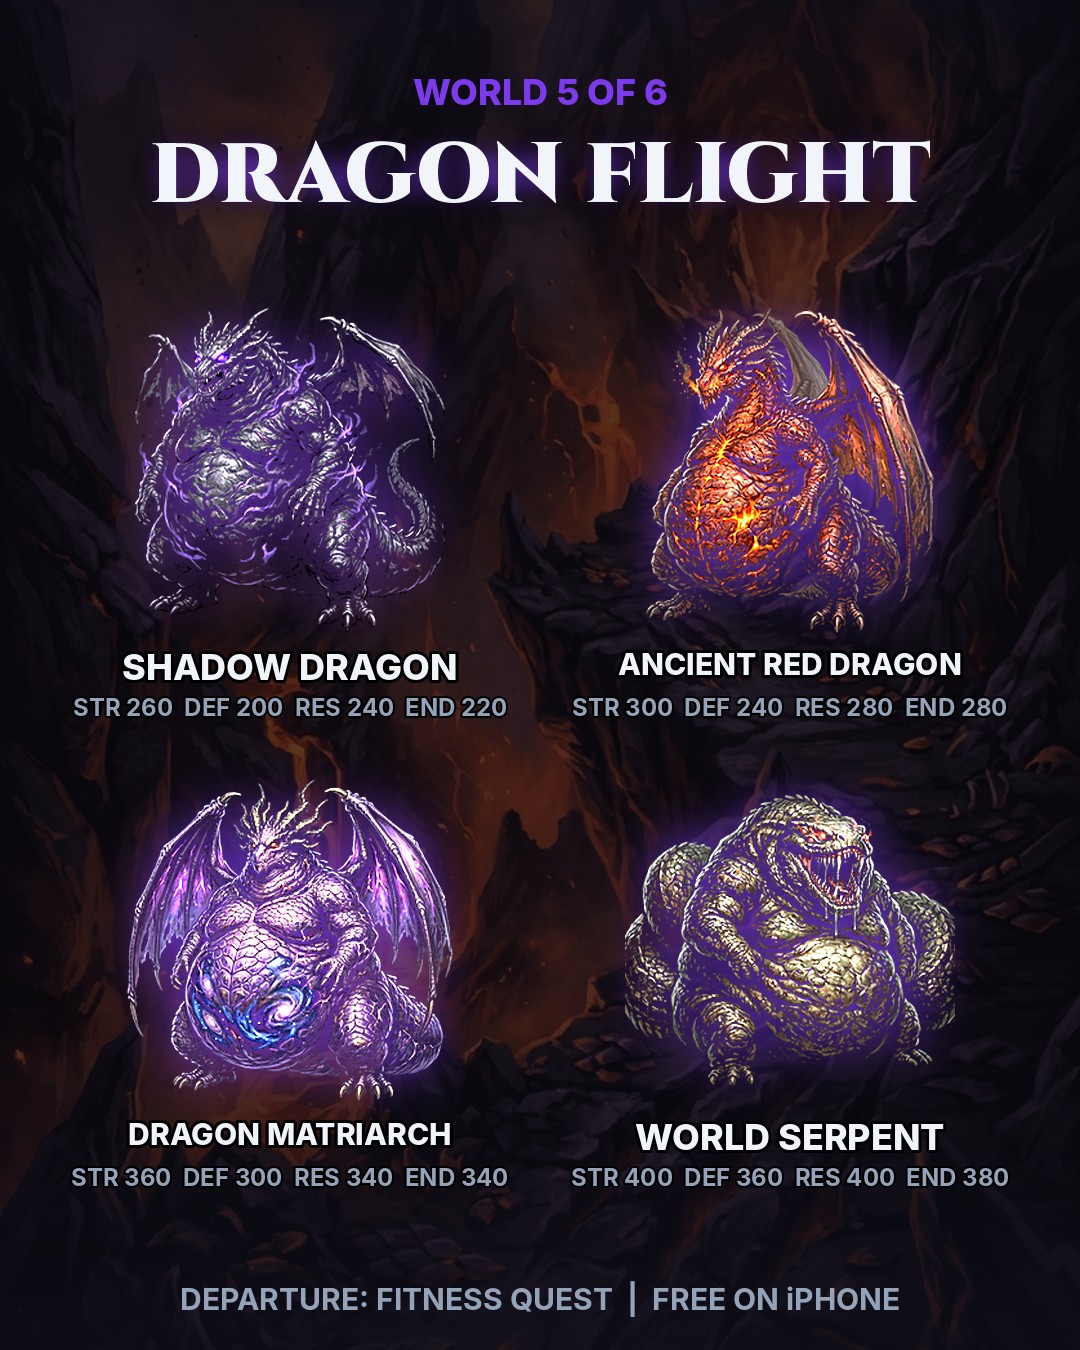 WORLD 5 OF 6
DRAGON FLIGHT
SHADOW DRAGON
STR 260 DEF 200 RES 240 END 220
ANCIENT RED DRAGON
STR 300 DEF 240 RES 280 END 280
DRAGON MATRIARCH
STR 360 DEF 300 RES 340 END 340
WORLD SERPENT
STR 400 DEF 360 RES 400 END 380
DEPARTURE: FITNESS QUEST | FREE ON iPHONE